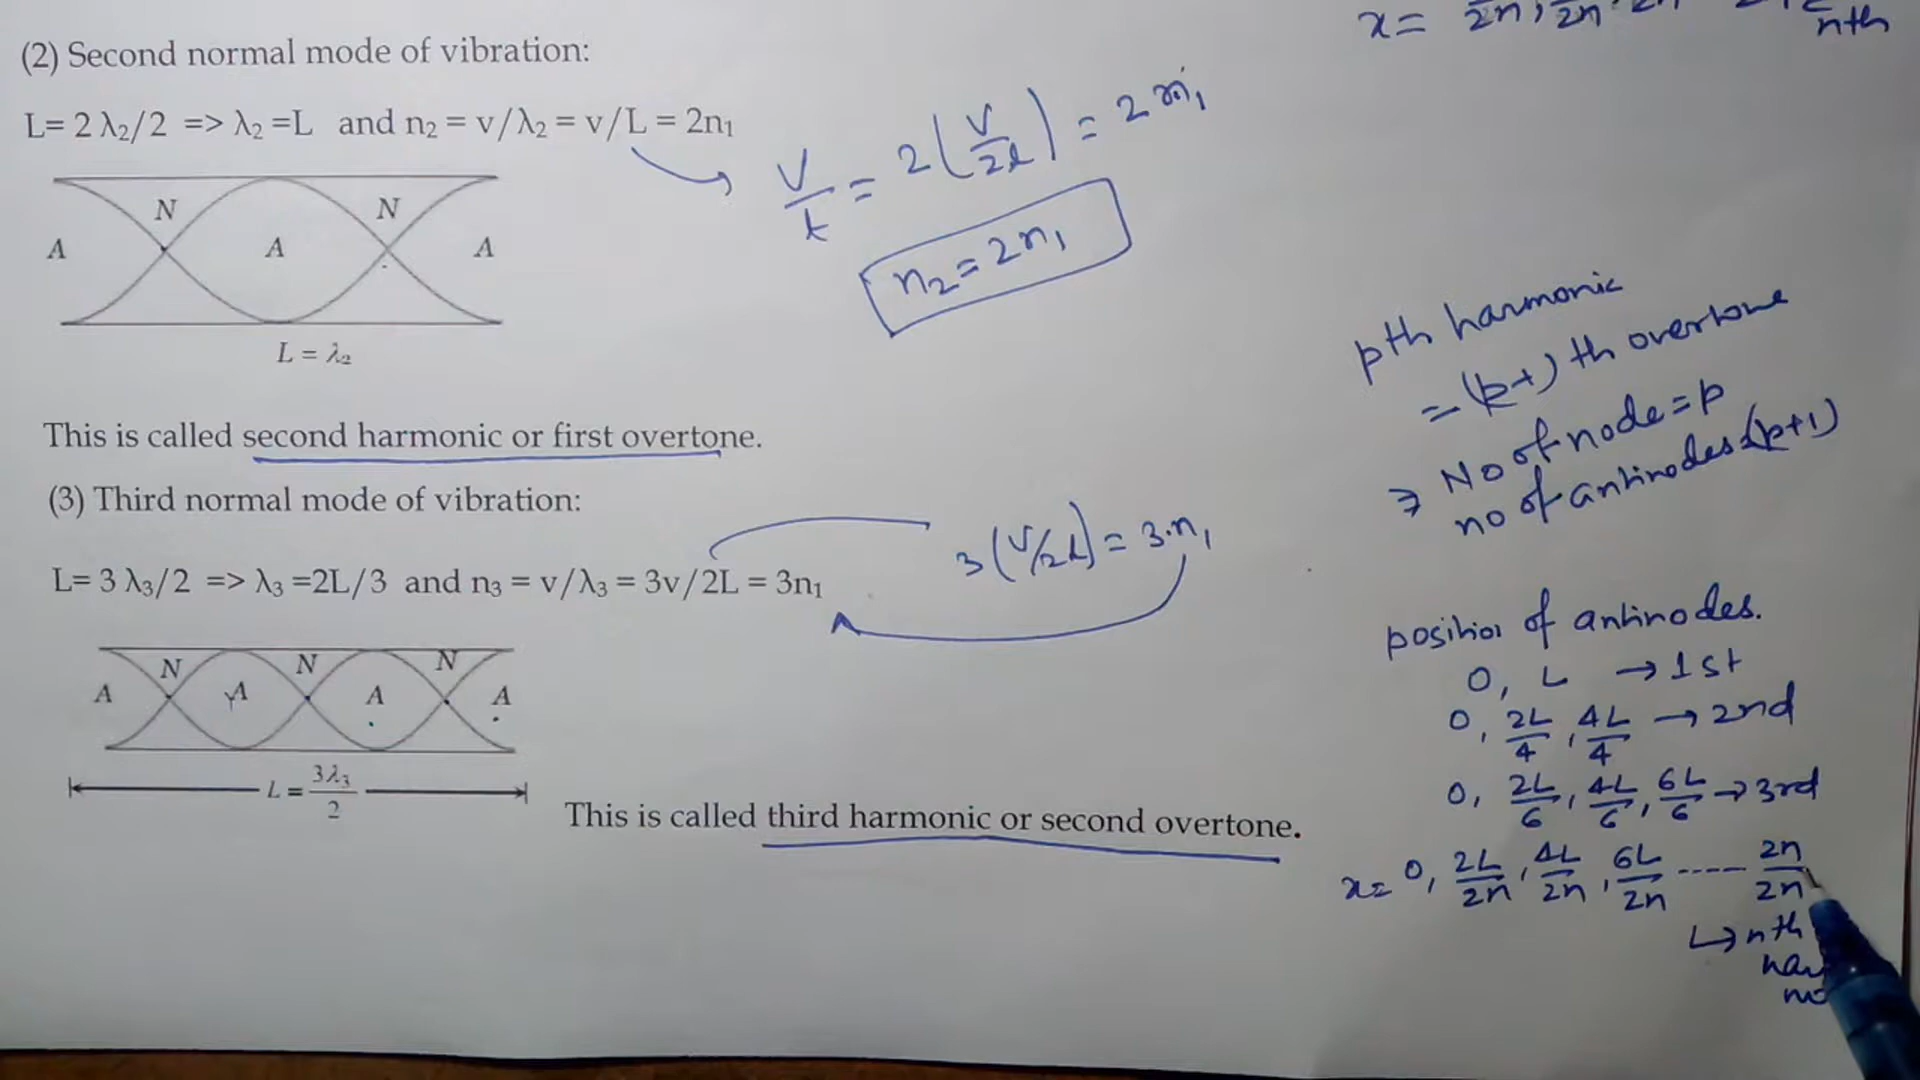 x = 2n, 2n
nth
(2) Second normal mode of vibration:
L= 2 λ2/2 => λ2 =L and n2 = v/λ2 = v/L = 2n1
V/L = 2(V/2l) = 2n1
n2 = 2n1
N N
A A A
L = λ2
This is called second harmonic or first overtone.
(3) Third normal mode of vibration:
L= 3 λ3/2 => λ3 =2L/3 and n3 = v/λ3 = 3v/2L = 3n1
3(V/2L) = 3.n1
N N N
A A A A
L = 3λ3/2
This is called third harmonic or second overtone.
pth harmonic
= th overtone
No of node = p
no of antinodes = (p+1)
position of antinodes.
0, L → 1st
0, 2L/4, 4L/4 → 2nd
0, 2L/6, 4L/6, 6L/6 → 3rd
x = 0, 2L/2n, 4L/2n, 6L/2n ---- 2n/2n
↳ nth